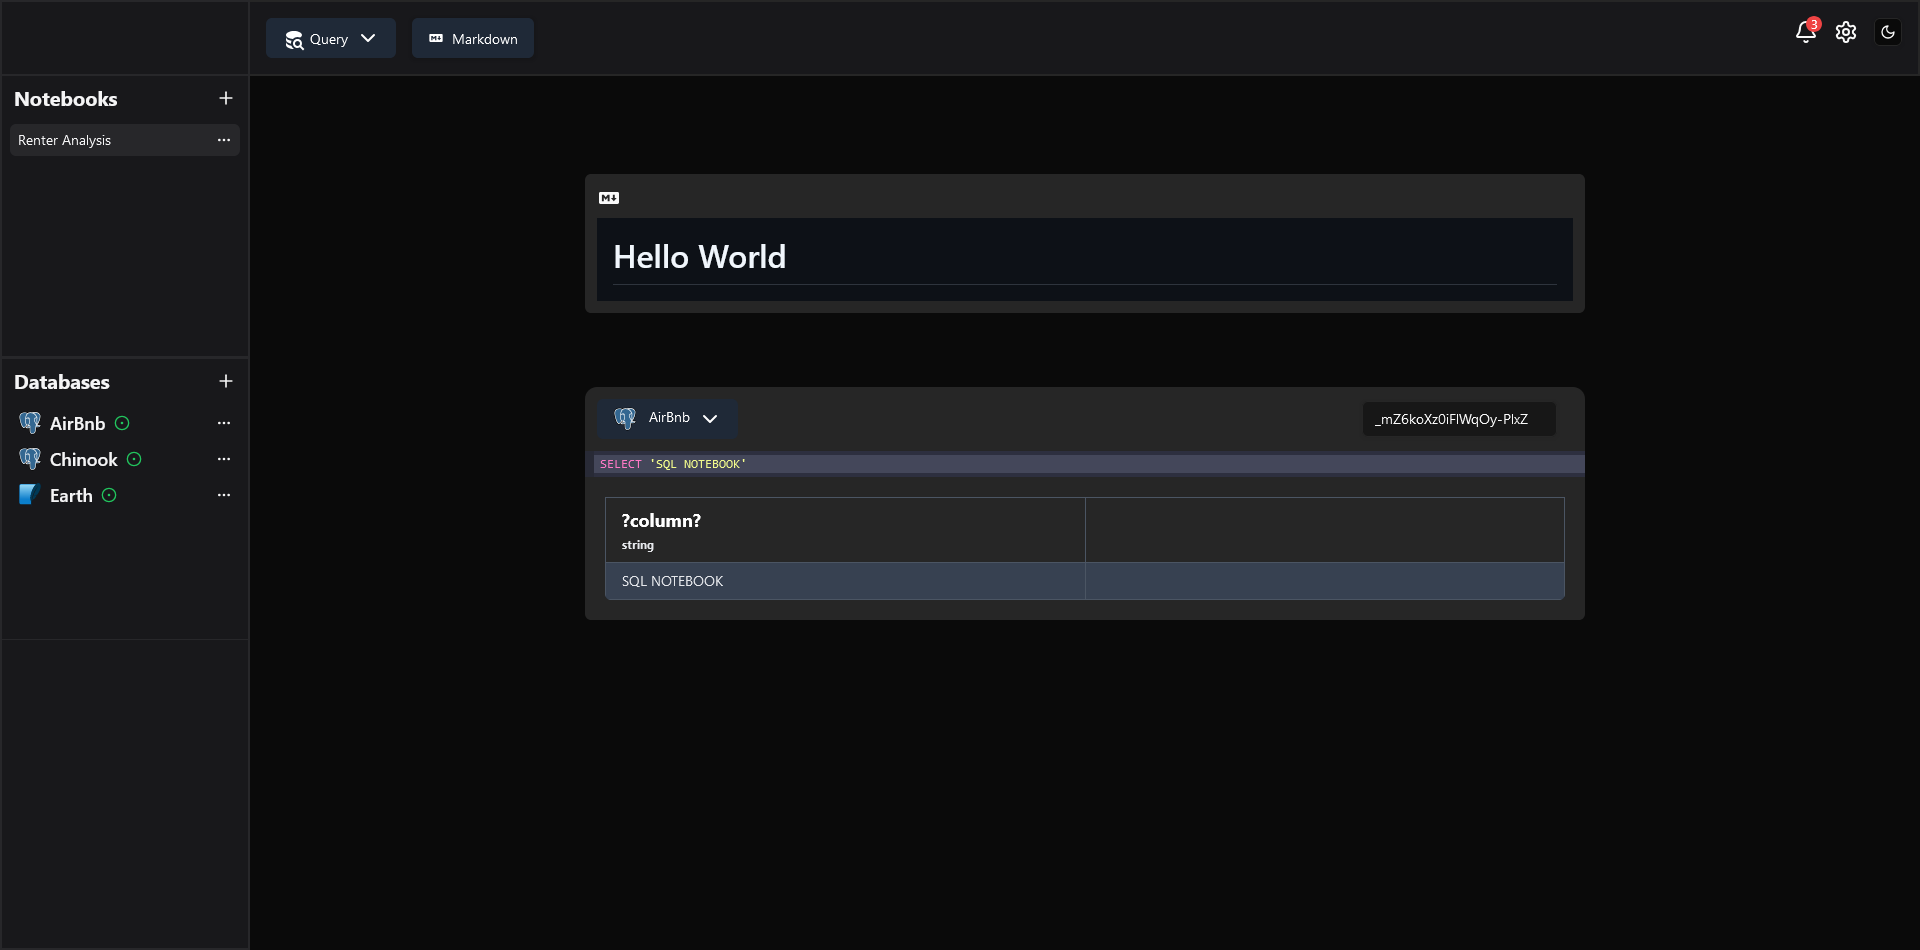 Query
Markdown
3
Notebooks
Renter Analysis
Hello World
Databases
AirBnb
Chinook
Earth
AirBnb
_mZ6koXz0iFlWqOy-PlxZ
SELECT 'SQL NOTEBOOK'
?column?
string
SQL NOTEBOOK